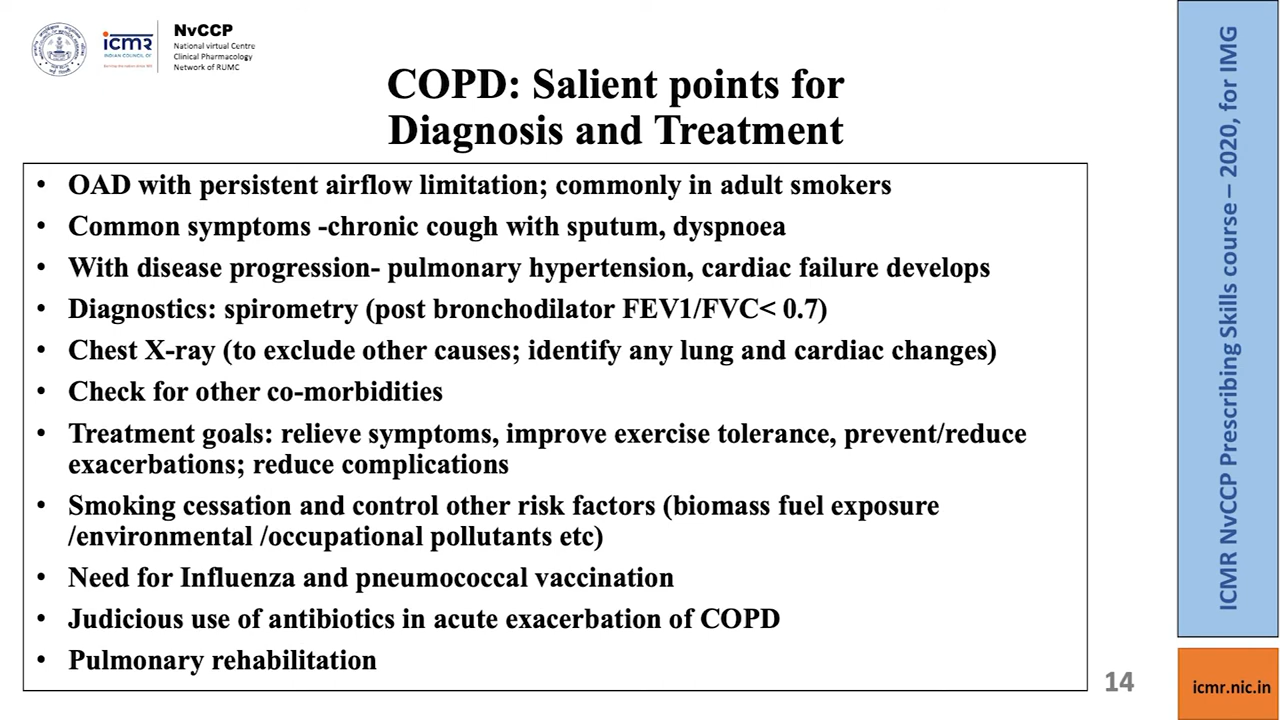 icmr
INDIAN COUNCIL OF
NvCCP
National virtual Centre
Clinical Pharmacology
Network of RUMC
COPD: Salient points for
Diagnosis and Treatment
• OAD with persistent airflow limitation; commonly in adult smokers
• Common symptoms -chronic cough with sputum, dyspnoea
• With disease progression- pulmonary hypertension, cardiac failure develops
• Diagnostics: spirometry (post bronchodilator FEV1/FVC< 0.7)
• Chest X-ray (to exclude other causes; identify any lung and cardiac changes)
• Check for other co-morbidities
• Treatment goals: relieve symptoms, improve exercise tolerance, prevent/reduce
exacerbations; reduce complications
• Smoking cessation and control other risk factors (biomass fuel exposure
/environmental /occupational pollutants etc)
• Need for Influenza and pneumococcal vaccination
• Judicious use of antibiotics in acute exacerbation of COPD
• Pulmonary rehabilitation
14
ICMR NvCCP Prescribing Skills course – 2020, for IMG
icmr.nic.in